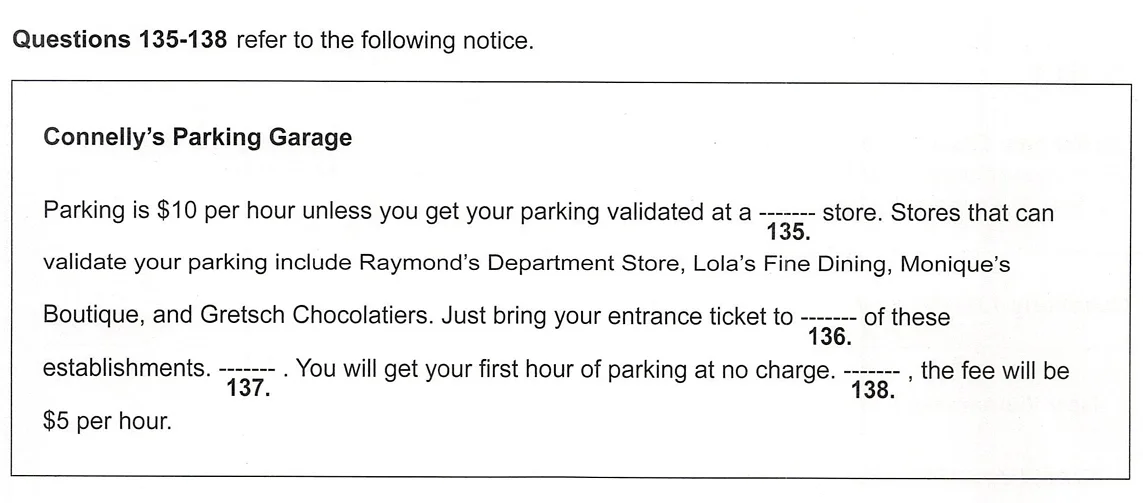 Questions 135-138 refer to the following notice.
Connelly's Parking Garage
Parking is $10 per hour unless you get your parking validated at a ------- store. Stores that can
135.
validate your parking include Raymond's Department Store, Lola's Fine Dining, Monique's
Boutique, and Gretsch Chocolatiers. Just bring your entrance ticket to ------- of these
136.
establishments. ------- . You will get your first hour of parking at no charge. ------- , the fee will be
137. 138.
$5 per hour.